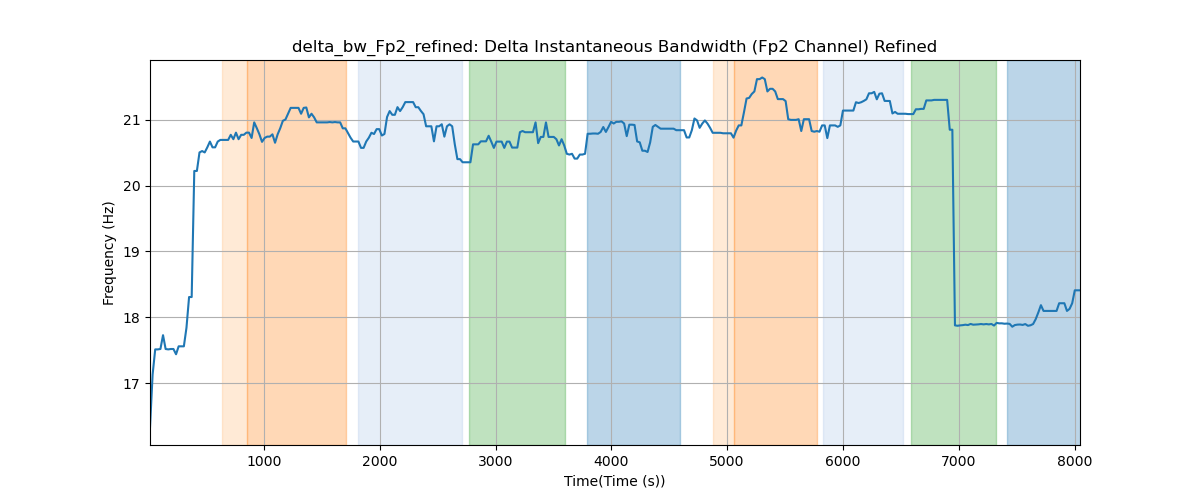 delta_bw_Fp2_refined: Delta Instantaneous Bandwidth (Fp2 Channel) Refined
Frequency (Hz)
21
20
19
18
17
1000 2000 3000 4000 5000 6000 7000 8000
Time(Time (s))